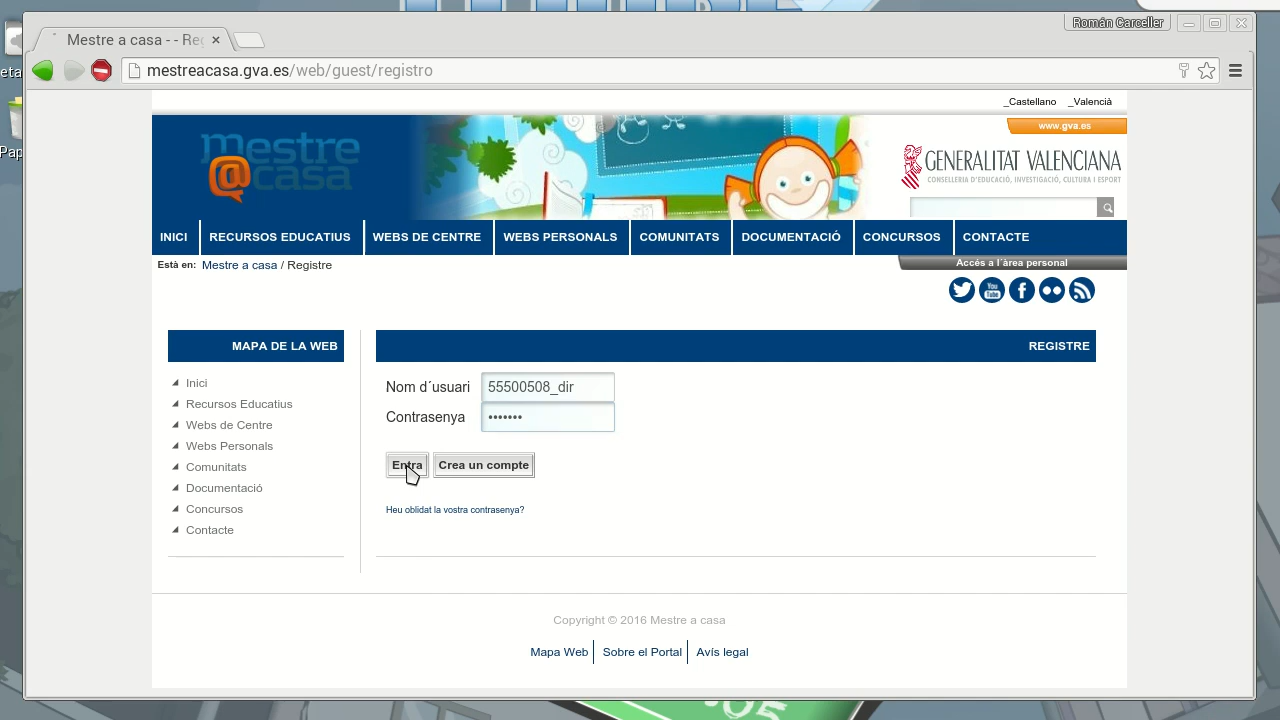 Román Carceller
Mestre a casa - - Reg
mestreacasa.gva.es/web/guest/registro
_Castellano _Valencià
www.gva.es
mestre
@casa
GENERALITAT VALENCIANA
CONSELLERIA D'EDUCACIÓ, INVESTIGACIÓ, CULTURA I ESPORT
INICI RECURSOS EDUCATIUS WEBS DE CENTRE WEBS PERSONALS COMUNITATS DOCUMENTACIÓ CONCURSOS CONTACTE
Està en: Mestre a casa / Registre
Accés a l´àrea personal
You Tube
MAPA DE LA WEB
Inici
Recursos Educatius
Webs de Centre
Webs Personals
Comunitats
Documentació
Concursos
Contacte
REGISTRE
Nom d´usuari 55500508_dir
Contrasenya •••••••
Entra Crea un compte
Heu oblidat la vostra contrasenya?
Copyright © 2016 Mestre a casa
Mapa Web Sobre el Portal Avís legal